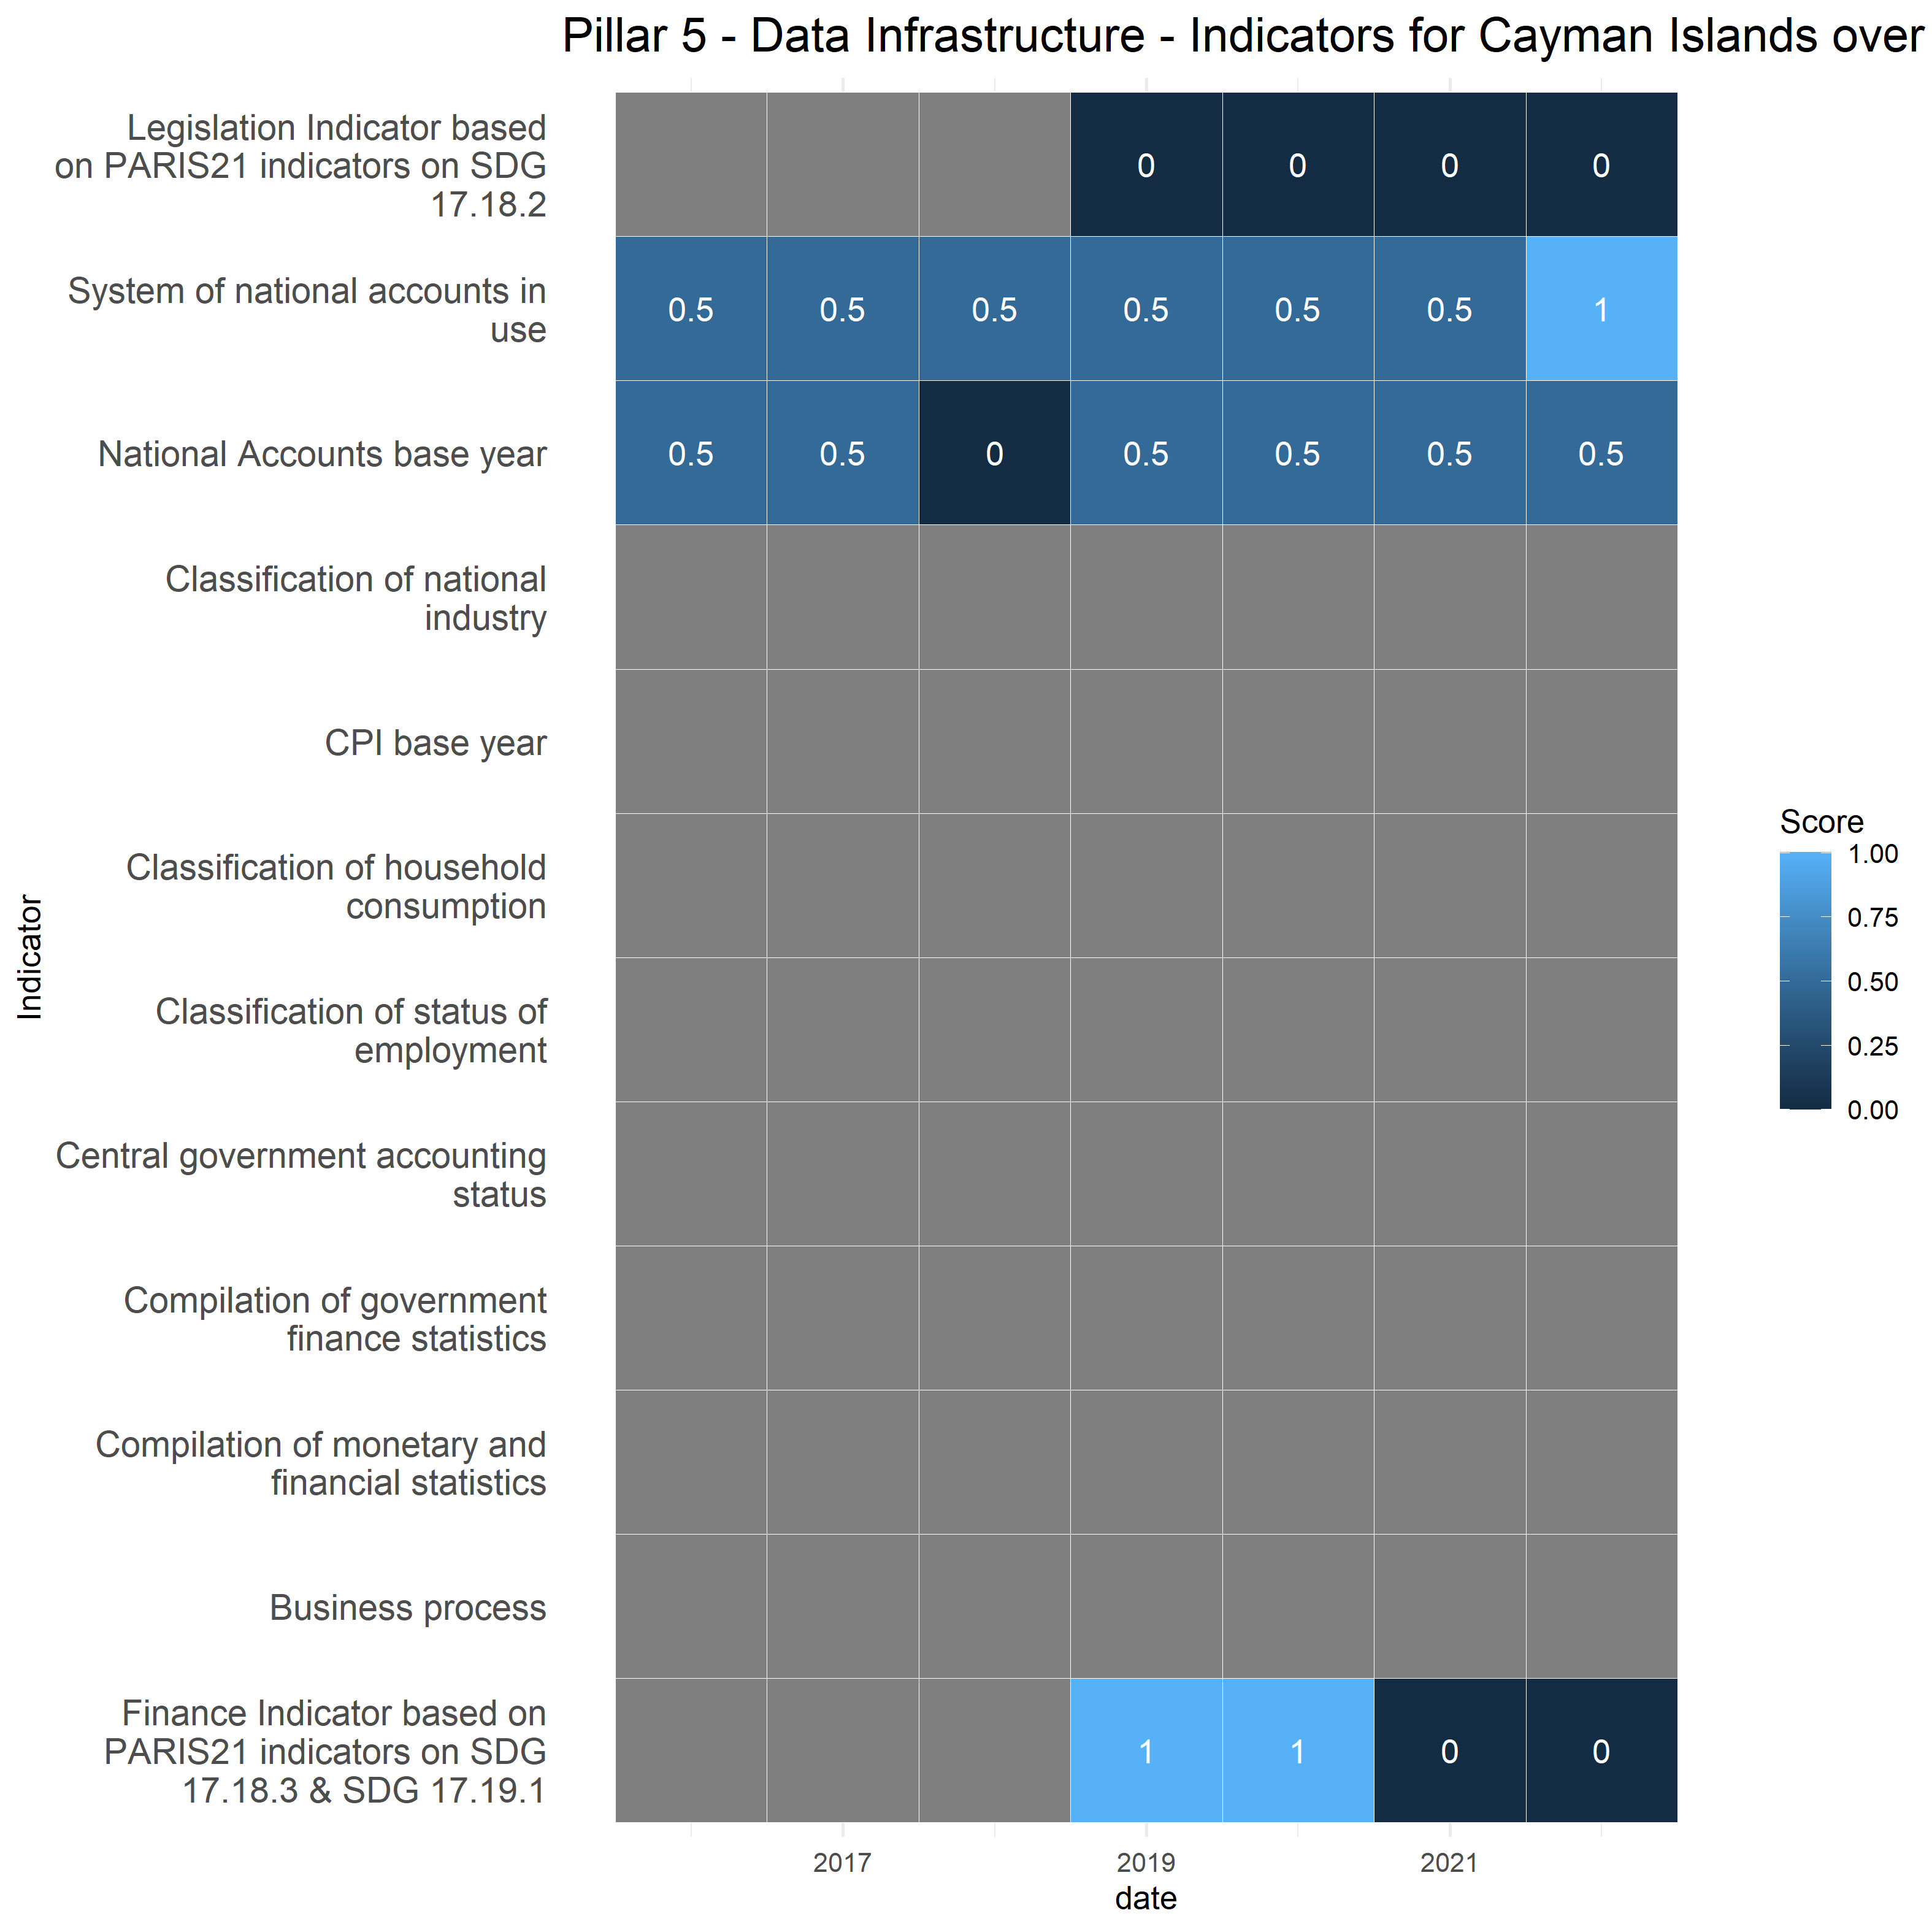 Pillar 5 - Data Infrastructure - Indicators for Cayman Islands over
Legislation Indicator based
on PARIS21 indicators on SDG
17.18.2
0 0 0 0
System of national accounts in
use
0.5 0.5 0.5 0.5 0.5 0.5 1
National Accounts base year
0.5 0.5 0 0.5 0.5 0.5 0.5
Classification of national
industry
CPI base year
Classification of household
consumption
Classification of status of
employment
Central government accounting
status
Compilation of government
finance statistics
Compilation of monetary and
financial statistics
Business process
Finance Indicator based on
PARIS21 indicators on SDG
17.18.3 & SDG 17.19.1
1 1 0 0
Indicator
2017 2019 2021
date
Score
1.00
0.75
0.50
0.25
0.00